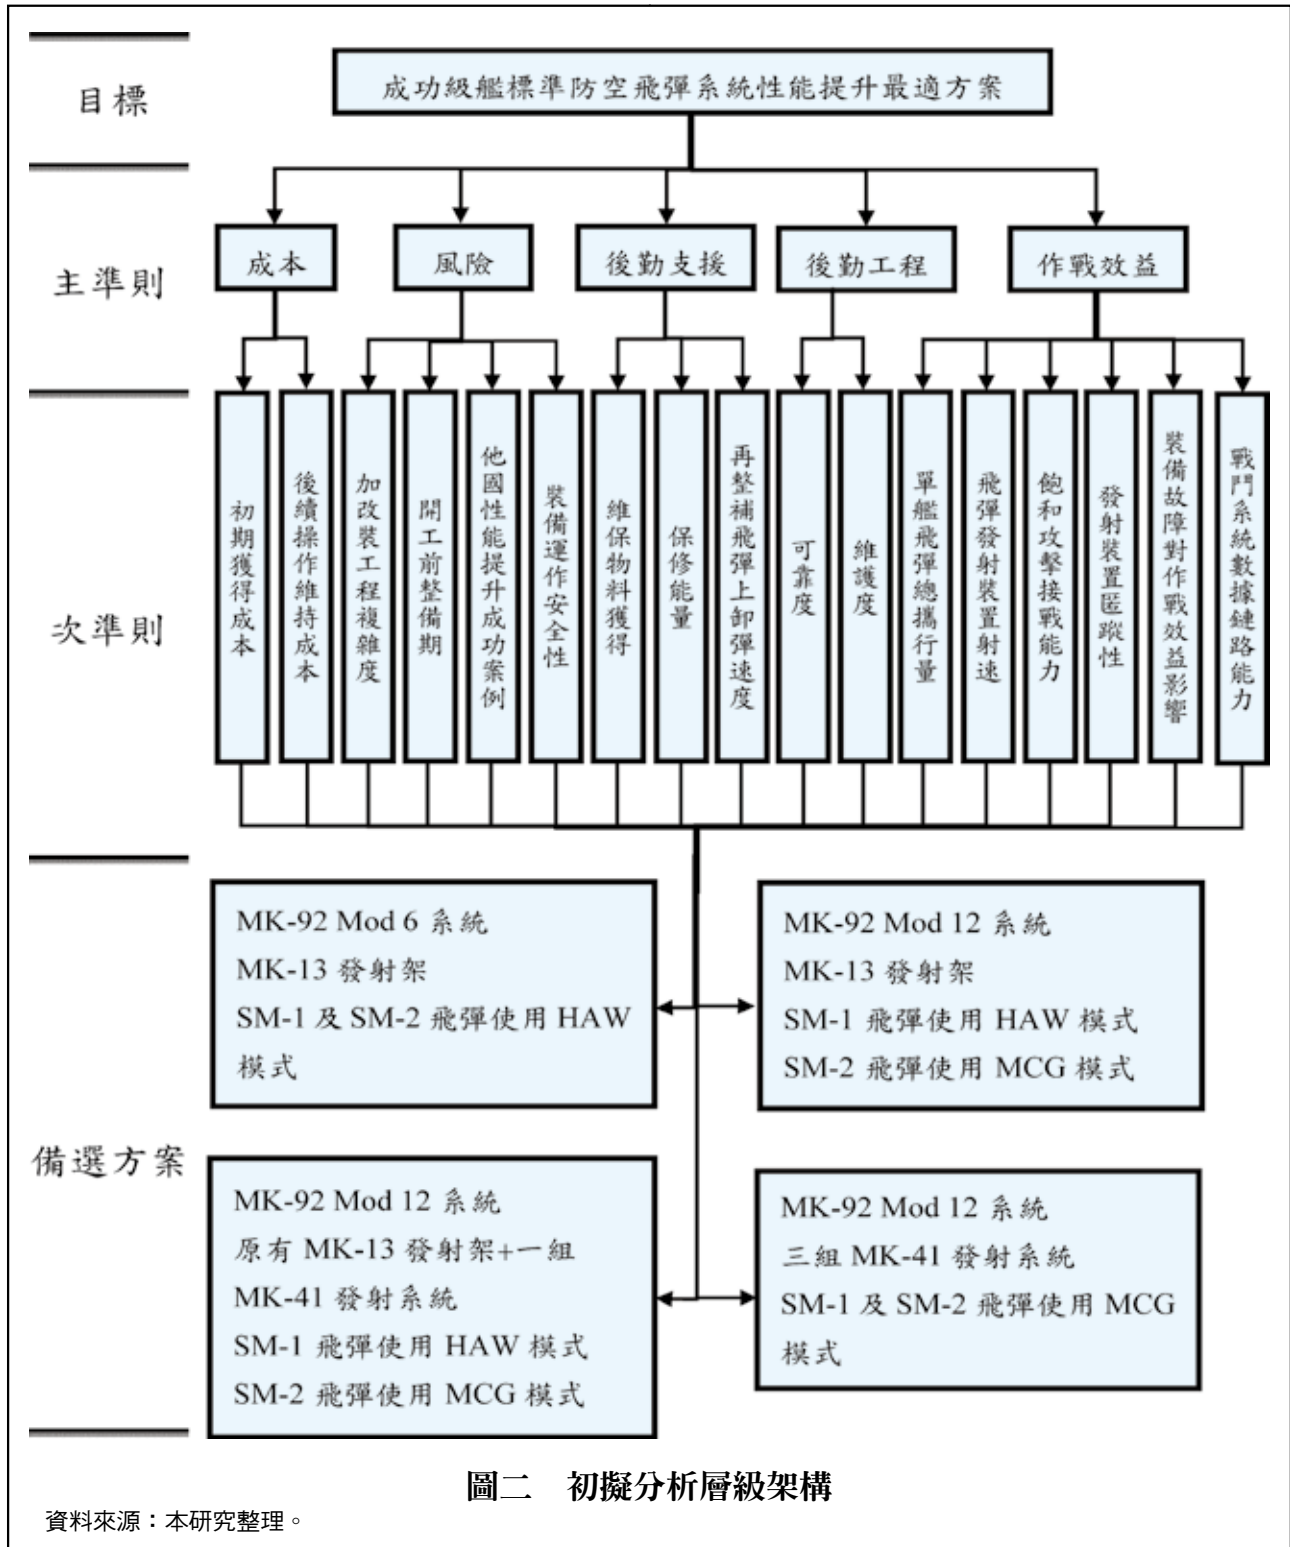 目標
成功級艦標準防空飛彈系統性能提升最適方案
主準則
成本
風險
後勤支援
後勤工程
作戰效益
次準則
初期獲得成本
後續操作維持成本
加改裝工程複雜度
開工前整備期
他國性能提升成功案例
裝備運作安全性
維保物料獲得
保修能量
再整補飛彈上卸彈速度
可靠度
維護度
單艦飛彈總攜行量
飛彈發射裝置射速
飽和攻擊接戰能力
發射裝置匿蹤性
裝備故障對作戰效益影響
戰鬥系統數據鏈路能力
備選方案
MK-92 Mod 6 系統
MK-13 發射架
SM-1 及 SM-2 飛彈使用 HAW
模式
MK-92 Mod 12 系統
MK-13 發射架
SM-1 飛彈使用 HAW 模式
SM-2 飛彈使用 MCG 模式
MK-92 Mod 12 系統
原有 MK-13 發射架+一組
MK-41 發射系統
SM-1 飛彈使用 HAW 模式
SM-2 飛彈使用 MCG 模式
MK-92 Mod 12 系統
三組 MK-41 發射系統
SM-1 及 SM-2 飛彈使用 MCG
模式
圖二　初擬分析層級架構
資料來源：本研究整理。